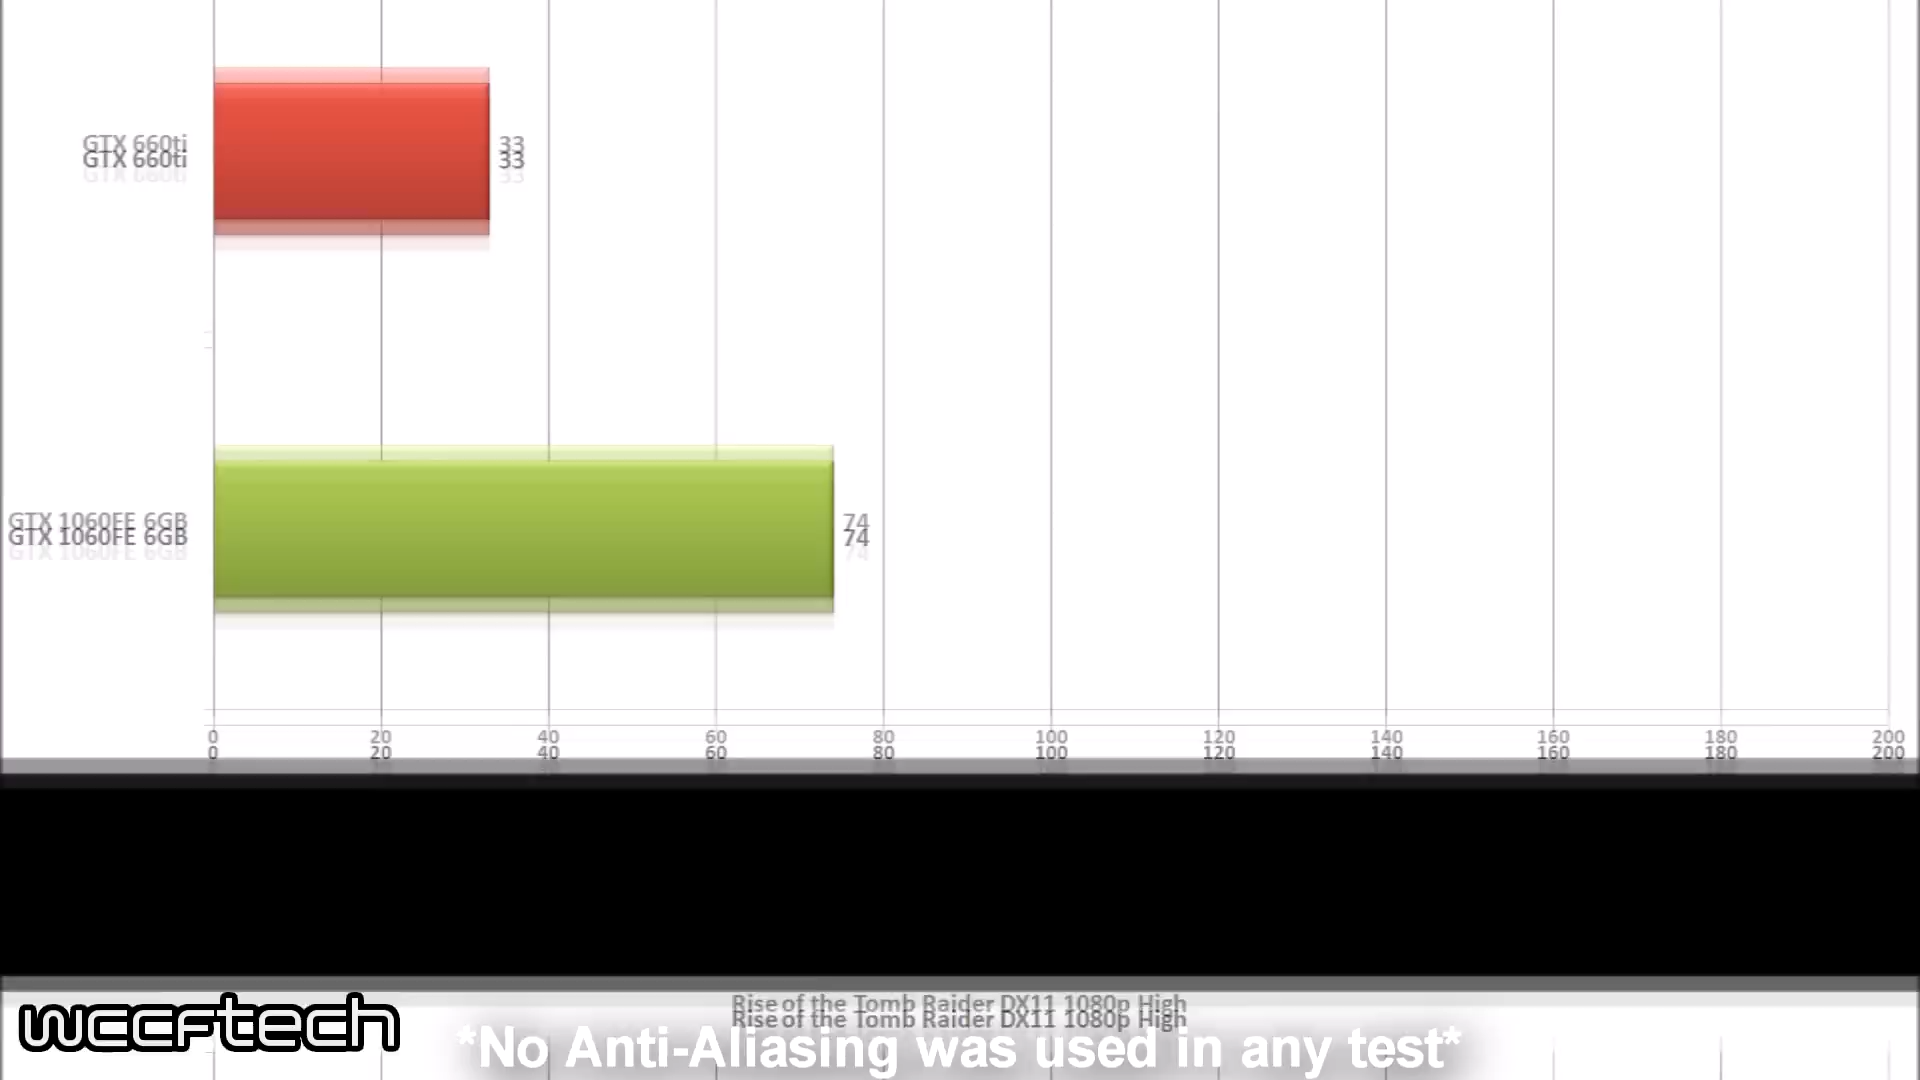 GTX 660ti
33
GTX 1060FE 6GB
74
0 20 40 60 80 100 120 140 160 180 200
Rise of the Tomb Raider DX11 1080p High
wccftech
*No Anti-Aliasing was used in any test*